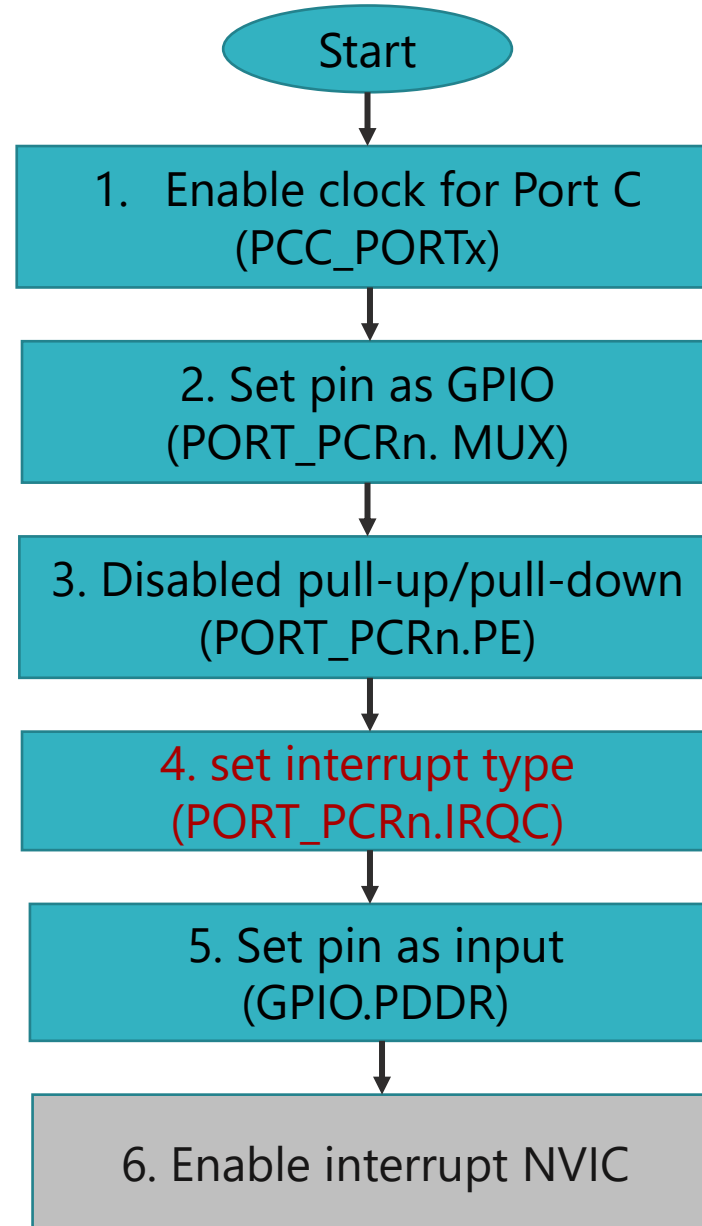 Start
1. Enable clock for Port C
(PCC_PORTx)
2. Set pin as GPIO
(PORT_PCRn. MUX)
3. Disabled pull-up/pull-down
(PORT_PCRn.PE)
4. set interrupt type
(PORT_PCRn.IRQC)
5. Set pin as input
(GPIO.PDDR)
6. Enable interrupt NVIC